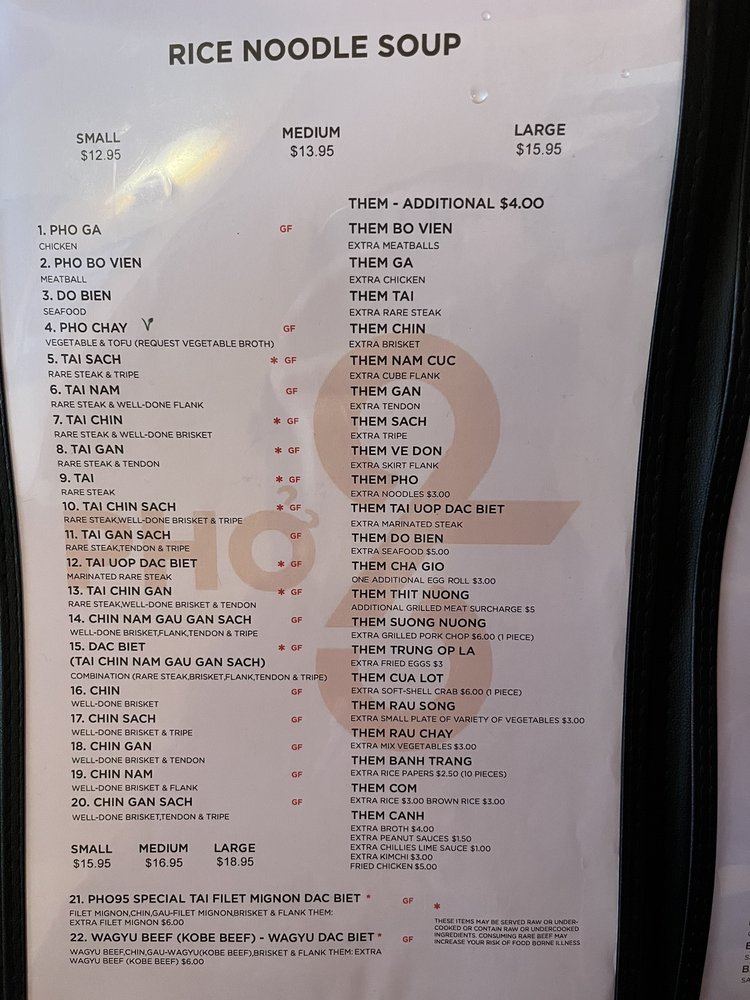 RICE NOODLE SOUP
SMALL MEDIUM LARGE
$12.95 $13.95 $15.95
1. PHO GA GF
CHICKEN
2. PHO BO VIEN
MEATBALL
3. DO BIEN
SEAFOOD
4. PHO CHAY V GF
VEGETABLE & TOFU (REQUEST VEGETABLE BROTH)
5. TAI SACH * GF
RARE STEAK & TRIPE
6. TAI NAM GF
RARE STEAK & WELL-DONE FLANK
7. TAI CHIN * GF
RARE STEAK & WELL-DONE BRISKET
8. TAI GAN * GF
RARE STEAK & TENDON
9. TAI * GF
RARE STEAK
10. TAI CHIN SACH * GF
RARE STEAK,WELL-DONE BRISKET & TRIPE
11. TAI GAN SACH GF
RARE STEAK,TENDON & TRIPE
12. TAI UOP DAC BIET * GF
MARINATED RARE STEAK
13. TAI CHIN GAN * GF
RARE STEAK,WELL-DONE BRISKET & TENDON
14. CHIN NAM GAU GAN SACH GF
WELL-DONE BRISKET,FLANK,TENDON & TRIPE
15. DAC BIET * GF
(TAI CHIN NAM GAU GAN SACH)
COMBINATION (RARE STEAK,BRISKET,FLANK,TENDON & TRIPE)
16. CHIN GF
WELL-DONE BRISKET
17. CHIN SACH GF
WELL-DONE BRISKET & TRIPE
18. CHIN GAN GF
WELL-DONE BRISKET & TENDON
19. CHIN NAM GF
WELL-DONE BRISKET & FLANK
20. CHIN GAN SACH GF
WELL-DONE BRISKET,TENDON & TRIPE
THEM - ADDITIONAL $4.00
THEM BO VIEN
EXTRA MEATBALLS
THEM GA
EXTRA CHICKEN
THEM TAI
EXTRA RARE STEAK
THEM CHIN
EXTRA BRISKET
THEM NAM CUC
EXTRA CUBE FLANK
THEM GAN
EXTRA TENDON
THEM SACH
EXTRA TRIPE
THEM VE DON
EXTRA SKIRT FLANK
THEM PHO
EXTRA NOODLES $3.00
THEM TAI UOP DAC BIET
EXTRA MARINATED STEAK
THEM DO BIEN
EXTRA SEAFOOD $5.00
THEM CHA GIO
ONE ADDITIONAL EGG ROLL $3.00
THEM THIT NUONG
ADDITIONAL GRILLED MEAT SURCHARGE $5
THEM SUONG NUONG
EXTRA GRILLED PORK CHOP $6.00 (1 PIECE)
THEM TRUNG OP LA
EXTRA FRIED EGGS $3
THEM CUA LOT
EXTRA SOFT-SHELL CRAB $6.00 (1 PIECE)
THEM RAU SONG
EXTRA SMALL PLATE OF VARIETY OF VEGETABLES $3.00
THEM RAU CHAY
EXTRA MIX VEGETABLES $3.00
THEM BANH TRANG
EXTRA RICE PAPERS $2.50 (10 PIECES)
THEM COM
EXTRA RICE $3.00 BROWN RICE $3.00
THEM CANH
EXTRA BROTH $4.00
EXTRA PEANUT SAUCES $1.50
EXTRA CHILLIES LIME SAUCE $1.00
EXTRA KIMCHI $3.00
FRIED CHICKEN $5.00
SMALL MEDIUM LARGE
$15.95 $16.95 $18.95
21. PHO95 SPECIAL TAI FILET MIGNON DAC BIET * GF
FILET MIGNON,CHIN,GAU-FILET MIGNON,BRISKET & FLANK THEM:
EXTRA FILET MIGNON $6.00
22. WAGYU BEEF (KOBE BEEF) - WAGYU DAC BIET * GF
WAGYU BEEF,CHIN,GAU-WAGYU(KOBE BEEF),BRISKET & FLANK THEM: EXTRA
WAGYU BEEF (KOBE BEEF) $6.00
*
THESE ITEMS MAY BE SERVED RAW OR UNDER-
COOKED OR CONTAIN RAW OR UNDERCOOKED
INGREDIENTS. CONSUMING RARE BEEF MAY
INCREASE YOUR RISK OF FOOD BORNE ILLNESS
PHO